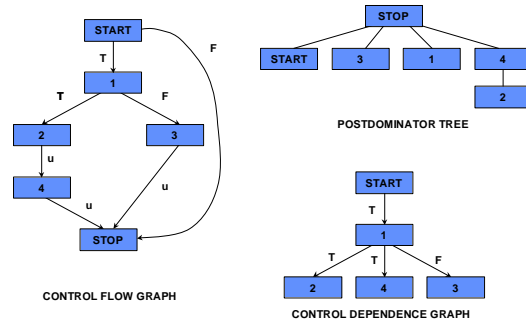 START
F
T
1
T
F
2
3
u
4
u
u
STOP
CONTROL FLOW GRAPH
STOP
START
3
1
4
2
POSTDOMINATOR TREE
START
T
1
T
T
F
2
4
3
CONTROL DEPENDENCE GRAPH